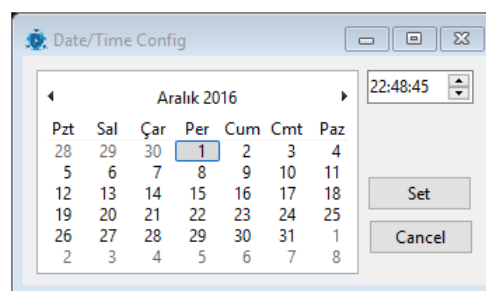 Date/Time Config
Aralık 2016
22:48:45
Pzt Sal Çar Per Cum Cmt Paz
28 29 30 1 2 3 4
5 6 7 8 9 10 11
12 13 14 15 16 17 18
19 20 21 22 23 24 25
26 27 28 29 30 31 1
2 3 4 5 6 7 8
Set
Cancel